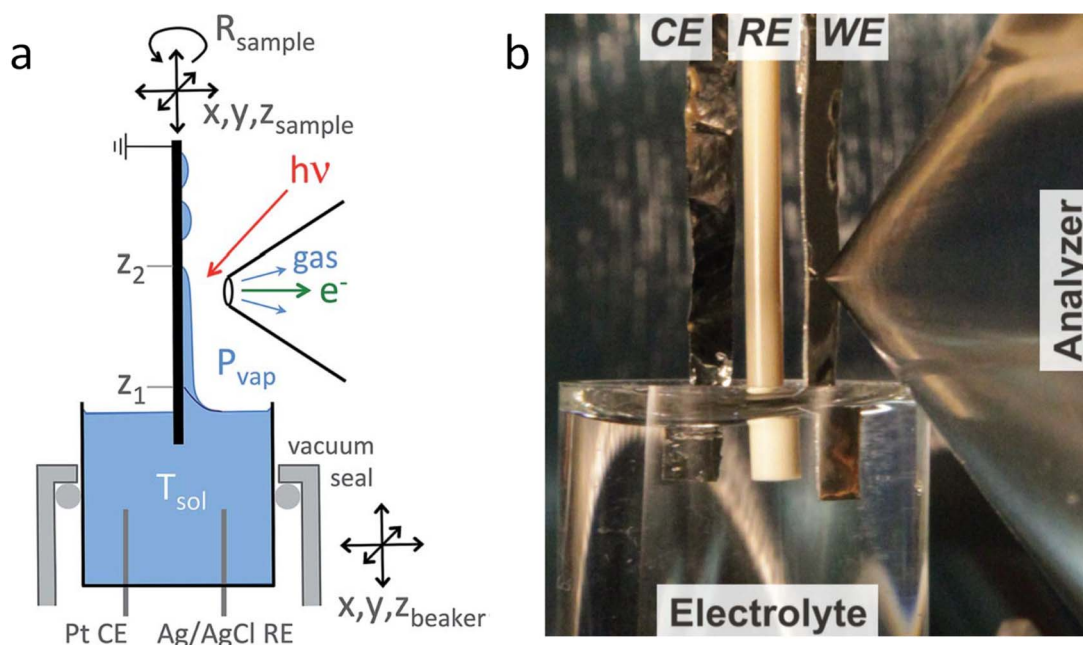 a
R_sample
x,y,z_sample
hν
z_2
gas
e^-
P_vap
z_1
vacuum
seal
T_sol
x,y,z_beaker
Pt CE Ag/AgCl RE
b
CE RE WE
Analyzer
Electrolyte